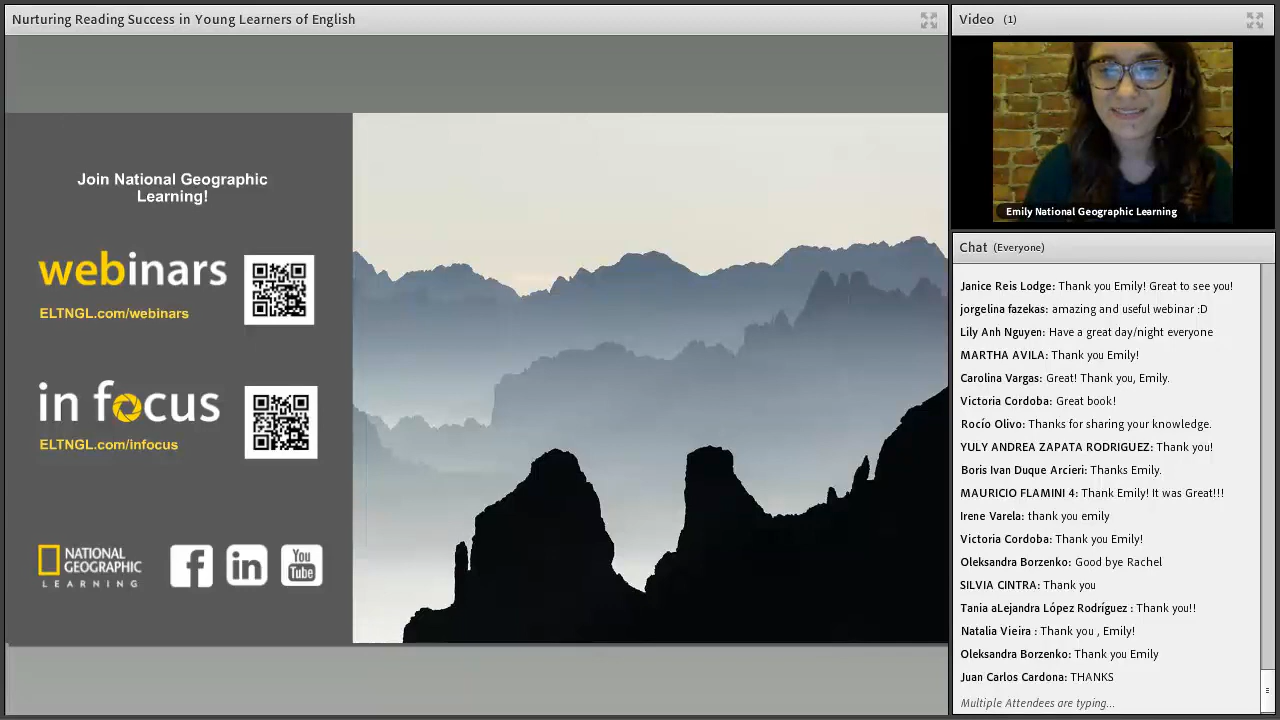 Nurturing Reading Success in Young Learners of English
Join National Geographic
Learning!
webinars
ELTNGL.com/webinars
in focus
ELTNGL.com/infocus
NATIONAL
GEOGRAPHIC
LEARNING
f
in
You
Tube
Video (1)
Emily National Geographic Learning
Chat (Everyone)
Janice Reis Lodge: Thank you Emily! Great to see you!
jorgelina fazekas: amazing and useful webinar :D
Lily Anh Nguyen: Have a great day/night everyone
MARTHA AVILA: Thank you Emily!
Carolina Vargas: Great! Thank you, Emily.
Victoria Cordoba: Great book!
Rocío Olivo: Thanks for sharing your knowledge.
YULY ANDREA ZAPATA RODRIGUEZ: Thank you!
Boris Ivan Duque Arcieri: Thanks Emily.
MAURICIO FLAMINI 4: Thank Emily! It was Great!!!
Irene Varela: thank you emily
Victoria Cordoba: Thank you Emily!
Oleksandra Borzenko: Good bye Rachel
SILVIA CINTRA: Thank you
Tania aLejandra López Rodríguez : Thank you!!
Natalia Vieira : Thank you , Emily!
Oleksandra Borzenko: Thank you Emily
Juan Carlos Cardona: THANKS
Multiple Attendees are typing...